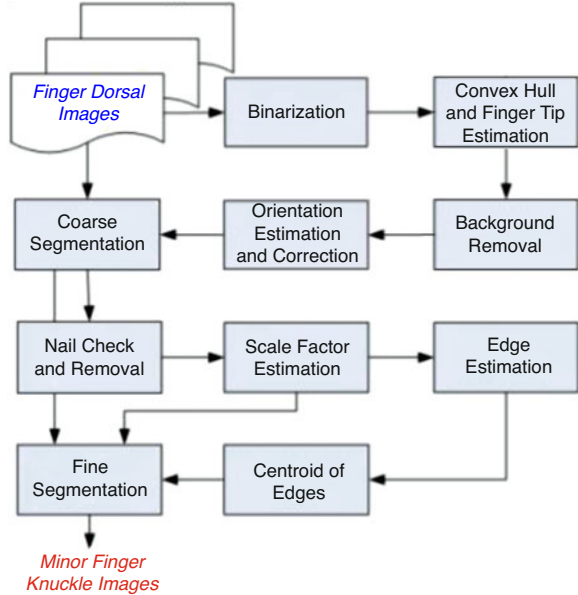 Finger Dorsal
Images
Binarization
Convex Hull
and Finger Tip
Estimation
Coarse
Segmentation
Orientation
Estimation
and Correction
Background
Removal
Nail Check
and Removal
Scale Factor
Estimation
Edge
Estimation
Fine
Segmentation
Centroid of
Edges
Minor Finger
Knuckle Images